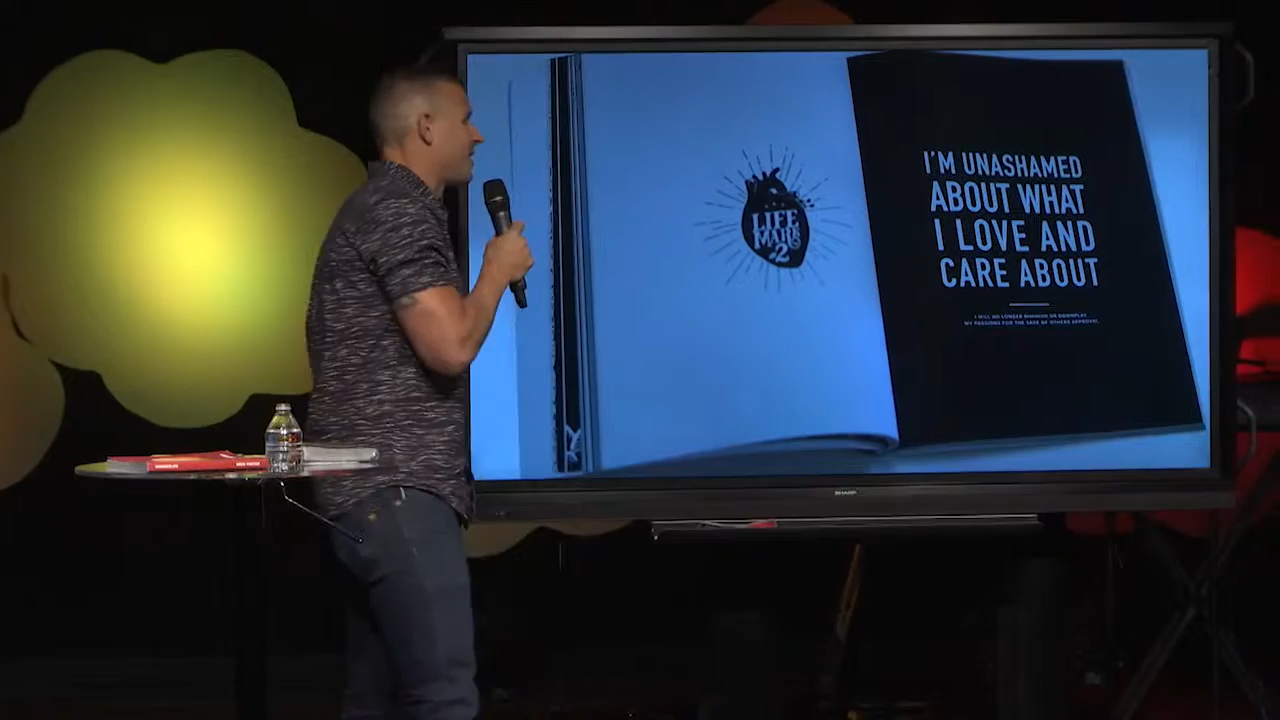 LIFE
MARK
#2
I'M UNASHAMED
ABOUT WHAT
I LOVE AND
CARE ABOUT
I WILL NO LONGER DIMINISH OR DOWNPLAY
MY PASSIONS FOR THE SAKE OF OTHERS APPROVAL.
SHARP